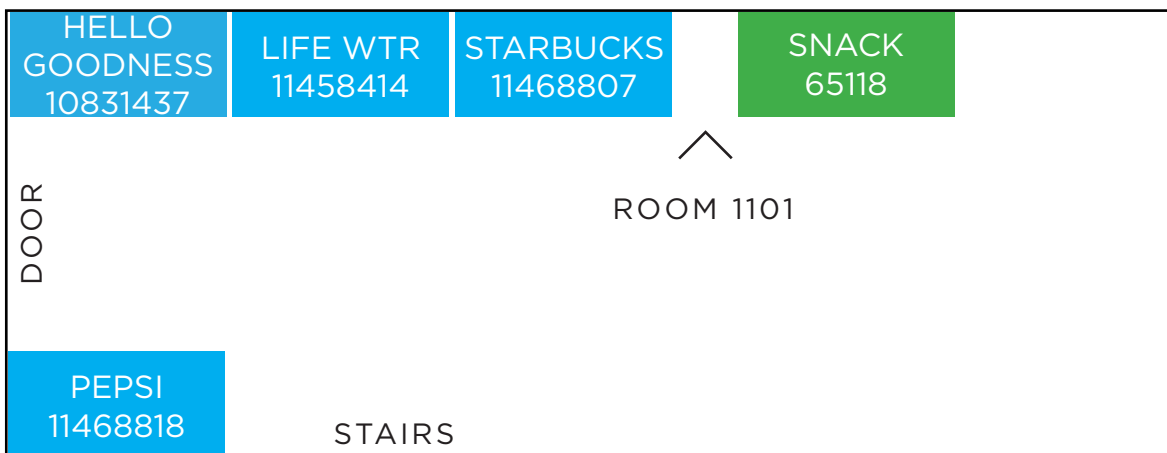 HELLO
GOODNESS
10831437
LIFE WTR
11458414
STARBUCKS
11468807
SNACK
65118
DOOR
ROOM 1101
PEPSI
11468818
STAIRS